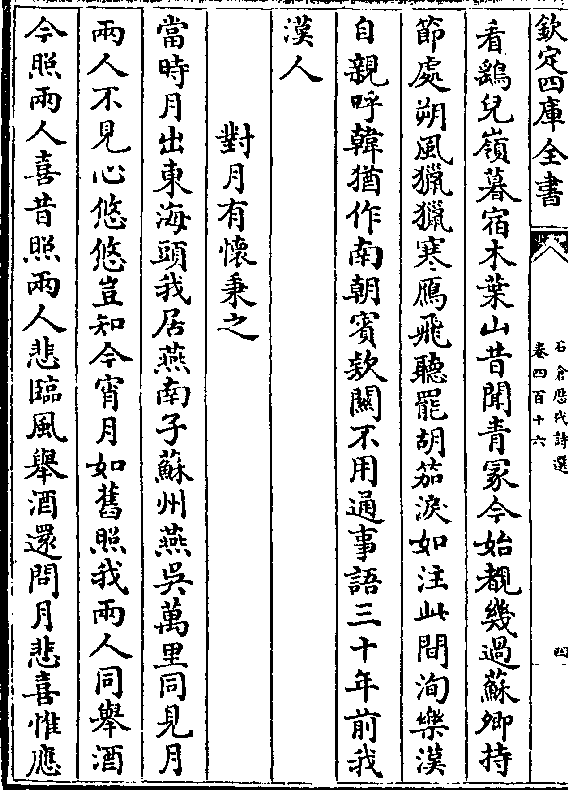 欽定四庫全書
石倉歷代詩選
卷四百十六
四
看鷂兒嶺暮宿木葉山昔聞青冢今始覩幾過蘇卿持
節處朔風獵獵寒鴈飛聽罷胡笳淚如注此間洵樂漢
自親呼韓猶作南朝賓欵關不用通事語三十年前我
漢人
對月有懷秉之
當時月出東海頭我居燕南子蘇州燕吳萬里同見月
兩人不見心悠悠豈知今宵月如舊照我兩人同舉酒
今照兩人喜昔照兩人悲臨風舉酒還問月悲喜惟應